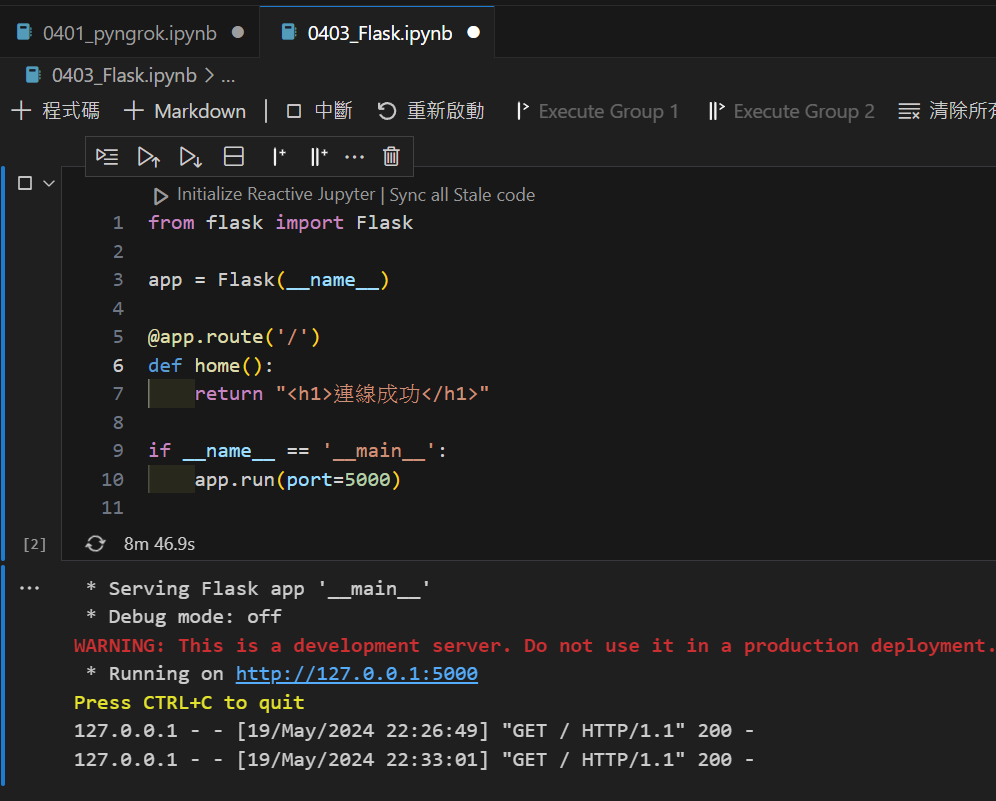 0401_pyngrok.ipynb ● 0403_Flask.ipynb ●
0403_Flask.ipynb > ...
+ 程式碼 + Markdown | 中斷 重新啟動 Execute Group 1 Execute Group 2 清除所有
Initialize Reactive Jupyter | Sync all Stale code
1 from flask import Flask
2
3 app = Flask(__name__)
4
5 @app.route('/')
6 def home():
7     return "<h1>連線成功</h1>"
8
9 if __name__ == '__main__':
10     app.run(port=5000)
11
[2] 8m 46.9s
... * Serving Flask app '__main__'
* Debug mode: off
WARNING: This is a development server. Do not use it in a production deployment.
* Running on http://127.0.0.1:5000
Press CTRL+C to quit
127.0.0.1 - - [19/May/2024 22:26:49] "GET / HTTP/1.1" 200 -
127.0.0.1 - - [19/May/2024 22:33:01] "GET / HTTP/1.1" 200 -